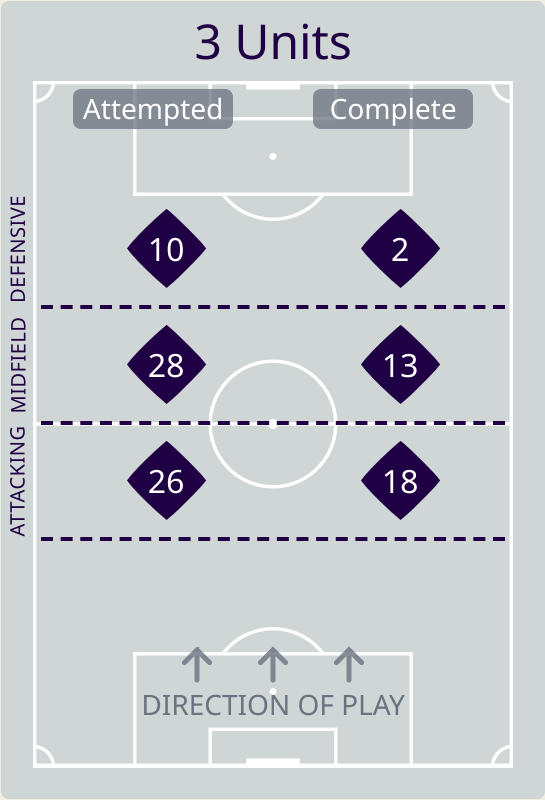 3 Units
Attempted Complete
DEFENSIVE
10 2
MIDFIELD
28 13
ATTACKING
26 18
DIRECTION OF PLAY